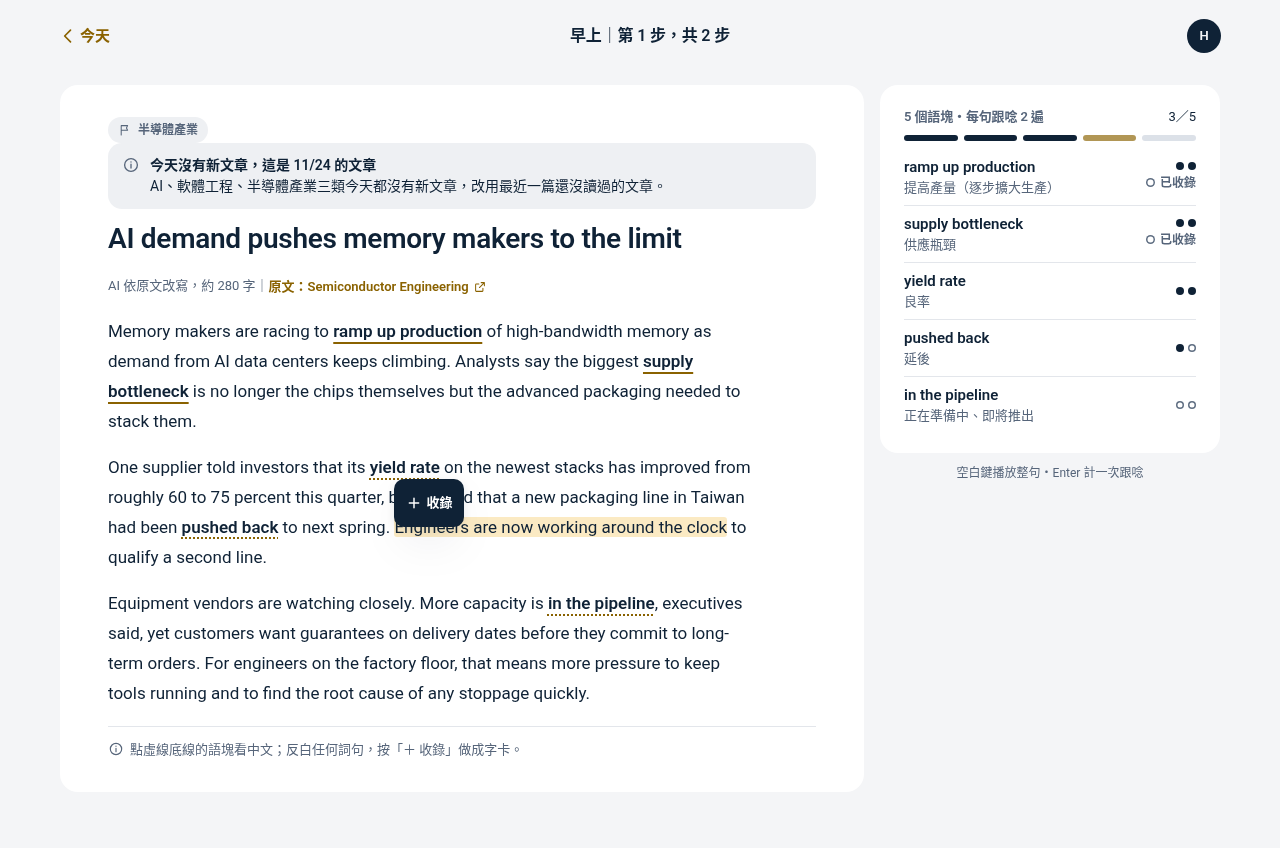 今天
早上｜第 1 步，共 2 步
H
半導體產業
今天沒有新文章，這是 11/24 的文章
AI、軟體工程、半導體產業三類今天都沒有新文章，改用最近一篇還沒讀過的文章。
AI demand pushes memory makers to the limit
AI 依原文改寫，約 280 字｜原文：Semiconductor Engineering
Memory makers are racing to ramp up production of high-bandwidth memory as
demand from AI data centers keeps climbing. Analysts say the biggest supply
bottleneck is no longer the chips themselves but the advanced packaging needed to
stack them.
One supplier told investors that its yield rate on the newest stacks has improved from
roughly 60 to 75 percent this quarter, d that a new packaging line in Taiwan
＋ 收錄
had been pushed back to next spring. Engineers are now working around the clock to
qualify a second line.
Equipment vendors are watching closely. More capacity is in the pipeline, executives
said, yet customers want guarantees on delivery dates before they commit to long-
term orders. For engineers on the factory floor, that means more pressure to keep
tools running and to find the root cause of any stoppage quickly.
點虛線底線的語塊看中文；反白任何詞句，按「＋ 收錄」做成字卡。
5 個語塊・每句跟唸 2 遍
3／5
ramp up production
提高產量（逐步擴大生產）
已收錄
supply bottleneck
供應瓶頸
已收錄
yield rate
良率
pushed back
延後
in the pipeline
正在準備中、即將推出
空白鍵播放整句・Enter 計一次跟唸